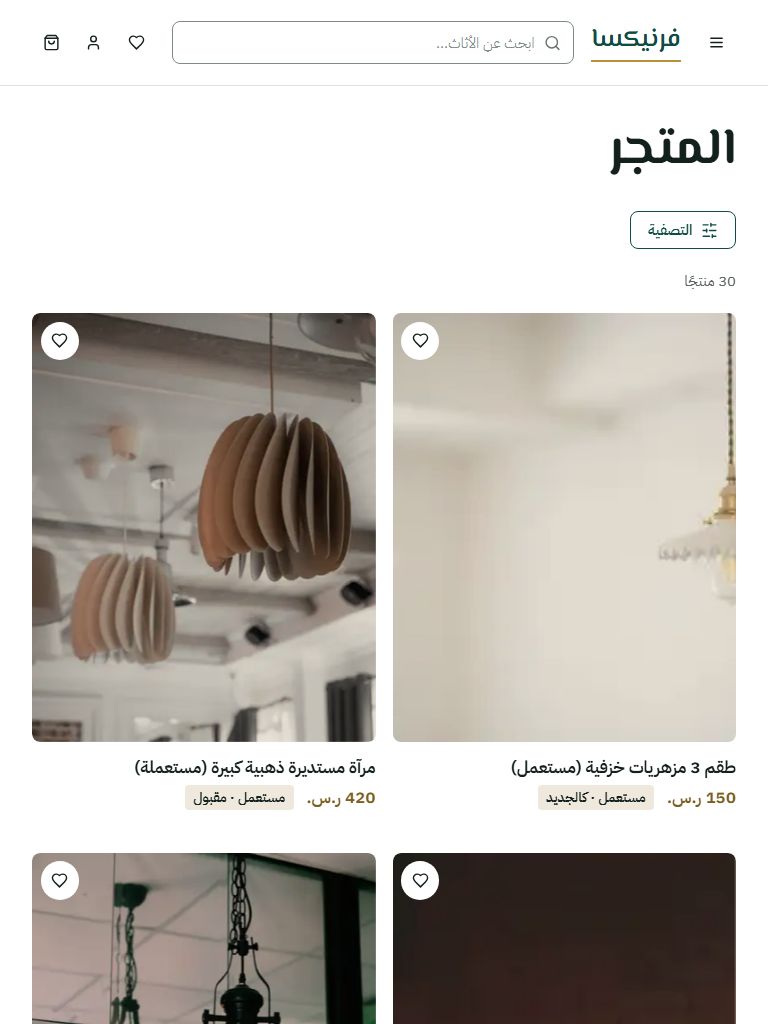 فرنيكسا
ابحث عن الأثاث...
المتجر
التصفية
30 منتجًا
طقم 3 مزهريات خزفية (مستعمل)
150 ر.س.
مستعمل · كالجديد
مرآة مستديرة ذهبية كبيرة (مستعملة)
420 ر.س.
مستعمل · مقبول